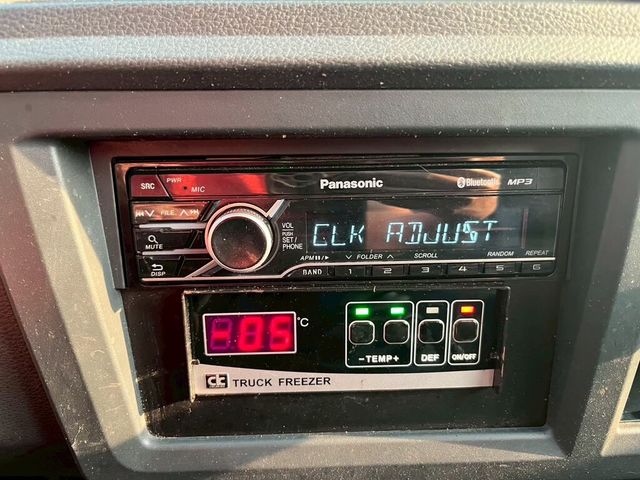 SRC PWR MIC Panasonic Bluetooth MP3
FILE VOL
MUTE PUSH SET/ PHONE CLK ADJUST
DISP APM FOLDER SCROLL RANDOM REPEAT
BAND 1 2 3 4 5 6
°C
-TEMP+ DEF ON/OFF
TRUCK FREEZER